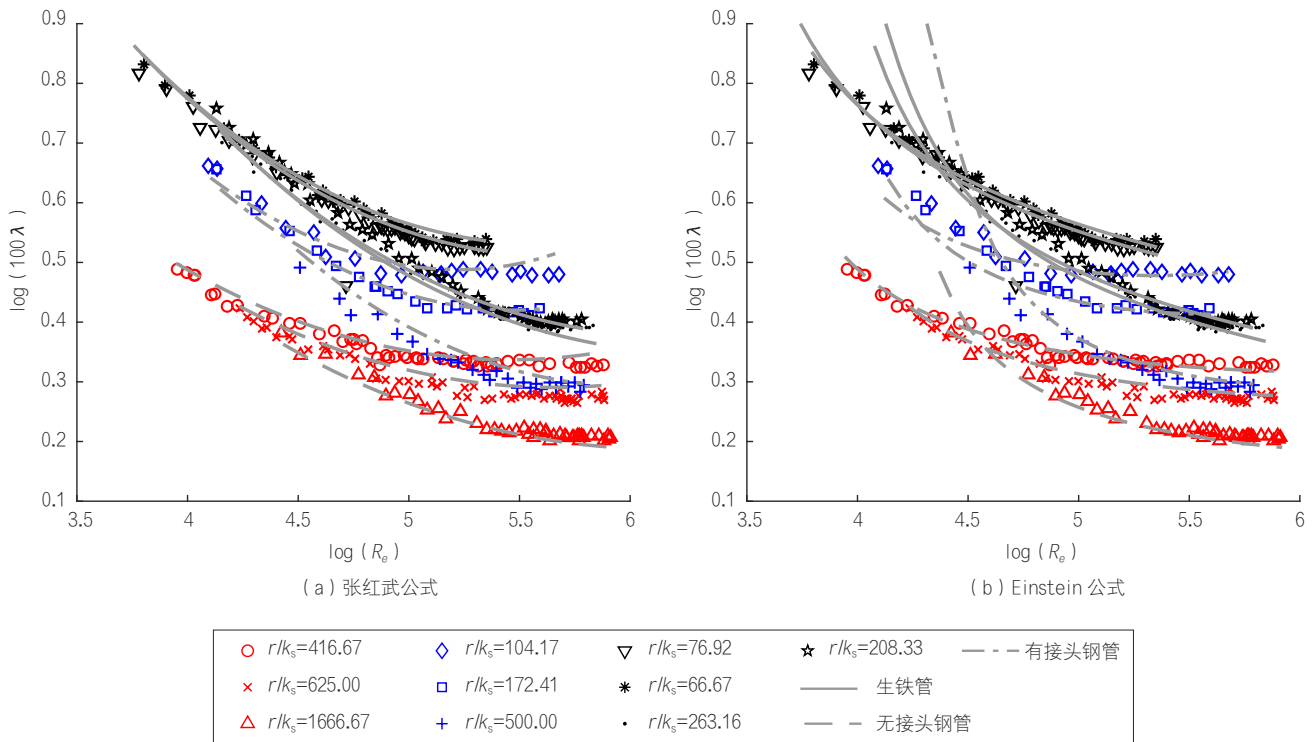 0.9
0.8
0.7
0.6
0.5
0.4
0.3
0.2
0.1
log（100λ）
3.5 4 4.5 5 5.5 6
log（Re）
（a）张红武公式
0.9
0.8
0.7
0.6
0.5
0.4
0.3
0.2
0.1
log（100λ）
3.5 4 4.5 5 5.5 6
log（Re）
（b）Einstein 公式
r/ks=416.67 r/ks=104.17 r/ks=76.92 r/ks=208.33 有接头钢管
r/ks=625.00 r/ks=172.41 r/ks=66.67 生铁管
r/ks=1666.67 r/ks=500.00 r/ks=263.16 无接头钢管